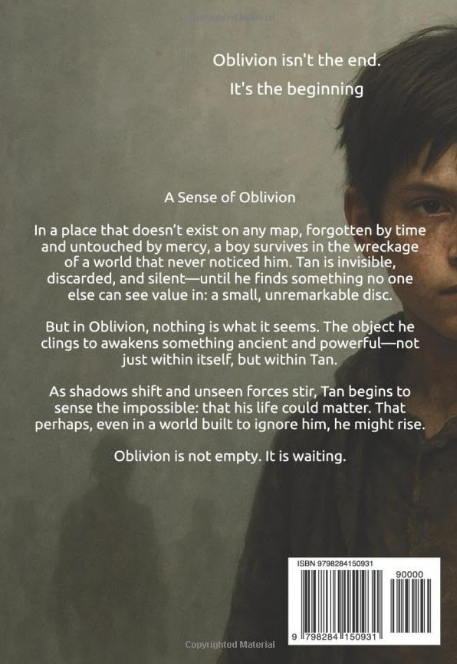 Oblivion isn't the end.
It's the beginning
A Sense of Oblivion
In a place that doesn't exist on any map, forgotten by time
and untouched by mercy, a boy survives in the wreckage
of a world that never noticed him. Tan is invisible,
discarded, and silent—until he finds something no one
else can see value in: a small, unremarkable disc.
But in Oblivion, nothing is what it seems. The object he
clings to awakens something ancient and powerful—not
just within itself, but within Tan.
As shadows shift and unseen forces stir, Tan begins to
sense the impossible: that his life could matter. That
perhaps, even in a world built to ignore him, he might rise.
Oblivion is not empty. It is waiting.
ISBN 9798284150931
90000
9 798284 150931
Copyrighted Material